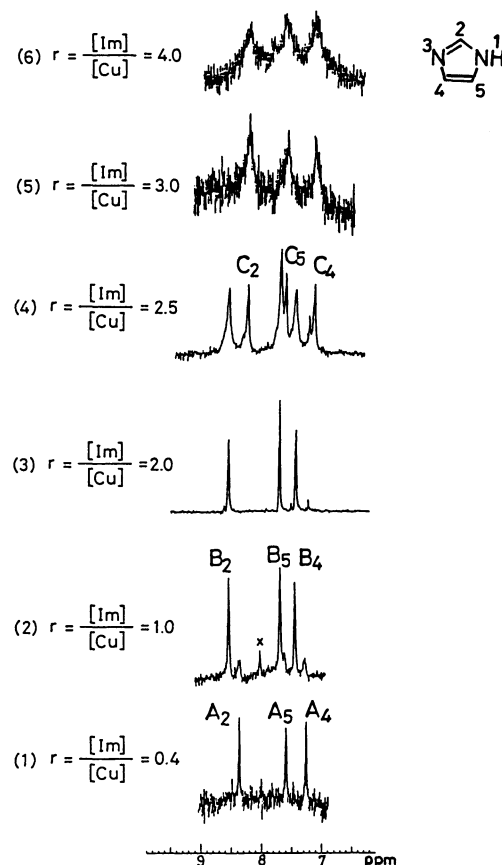 (6) r = [Im]/[Cu] = 4.0
2
3 N
NH 1
4 5
(5) r = [Im]/[Cu] = 3.0
C2 C5 C4
(4) r = [Im]/[Cu] = 2.5
(3) r = [Im]/[Cu] = 2.0
B2 B5 B4
x
(2) r = [Im]/[Cu] = 1.0
A2 A5 A4
(1) r = [Im]/[Cu] = 0.4
9 8 7 ppm